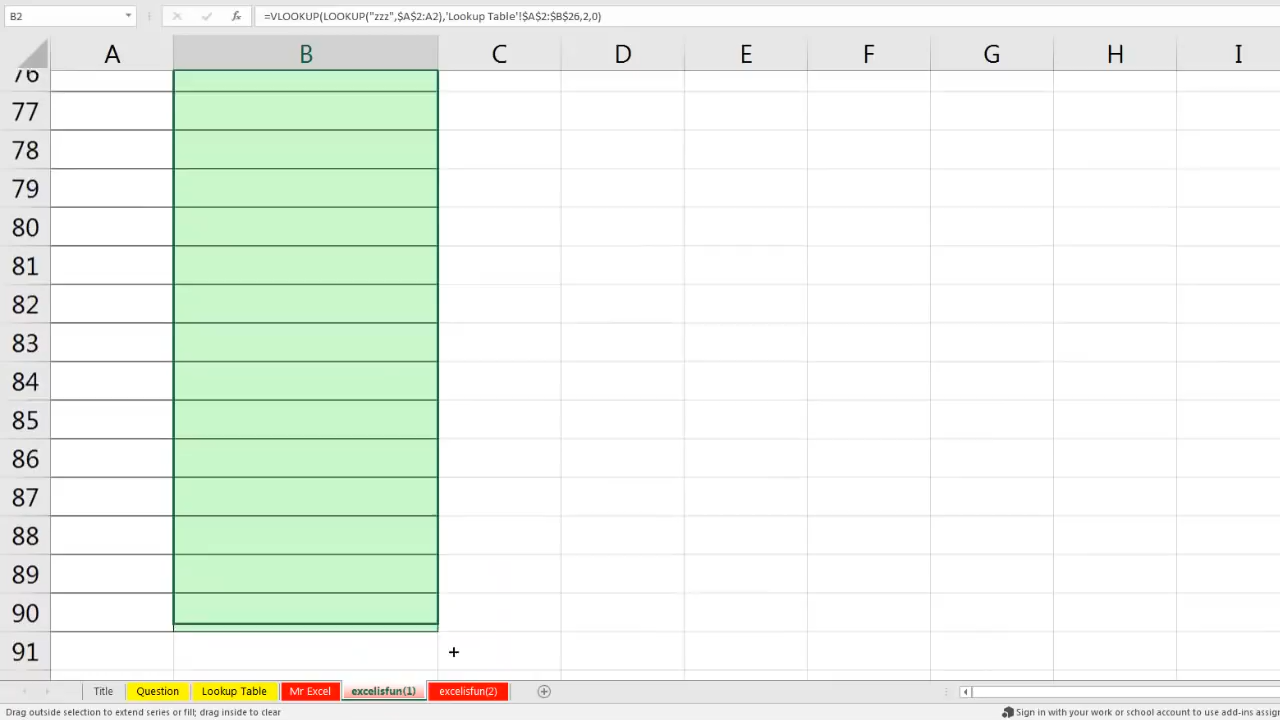 B2
fx
=VLOOKUP(LOOKUP("zzz",$A$2:A2),'Lookup Table'!$A$2:$B$26,2,0)
A B C D E F G H I
76
77
78
79
80
81
82
83
84
85
86
87
88
89
90
91
Title Question Lookup Table Mr Excel excelisfun(1) excelisfun(2)
Drag outside selection to extend series or fill; drag inside to clear
Sign in with your work or school account to use add-ins assig